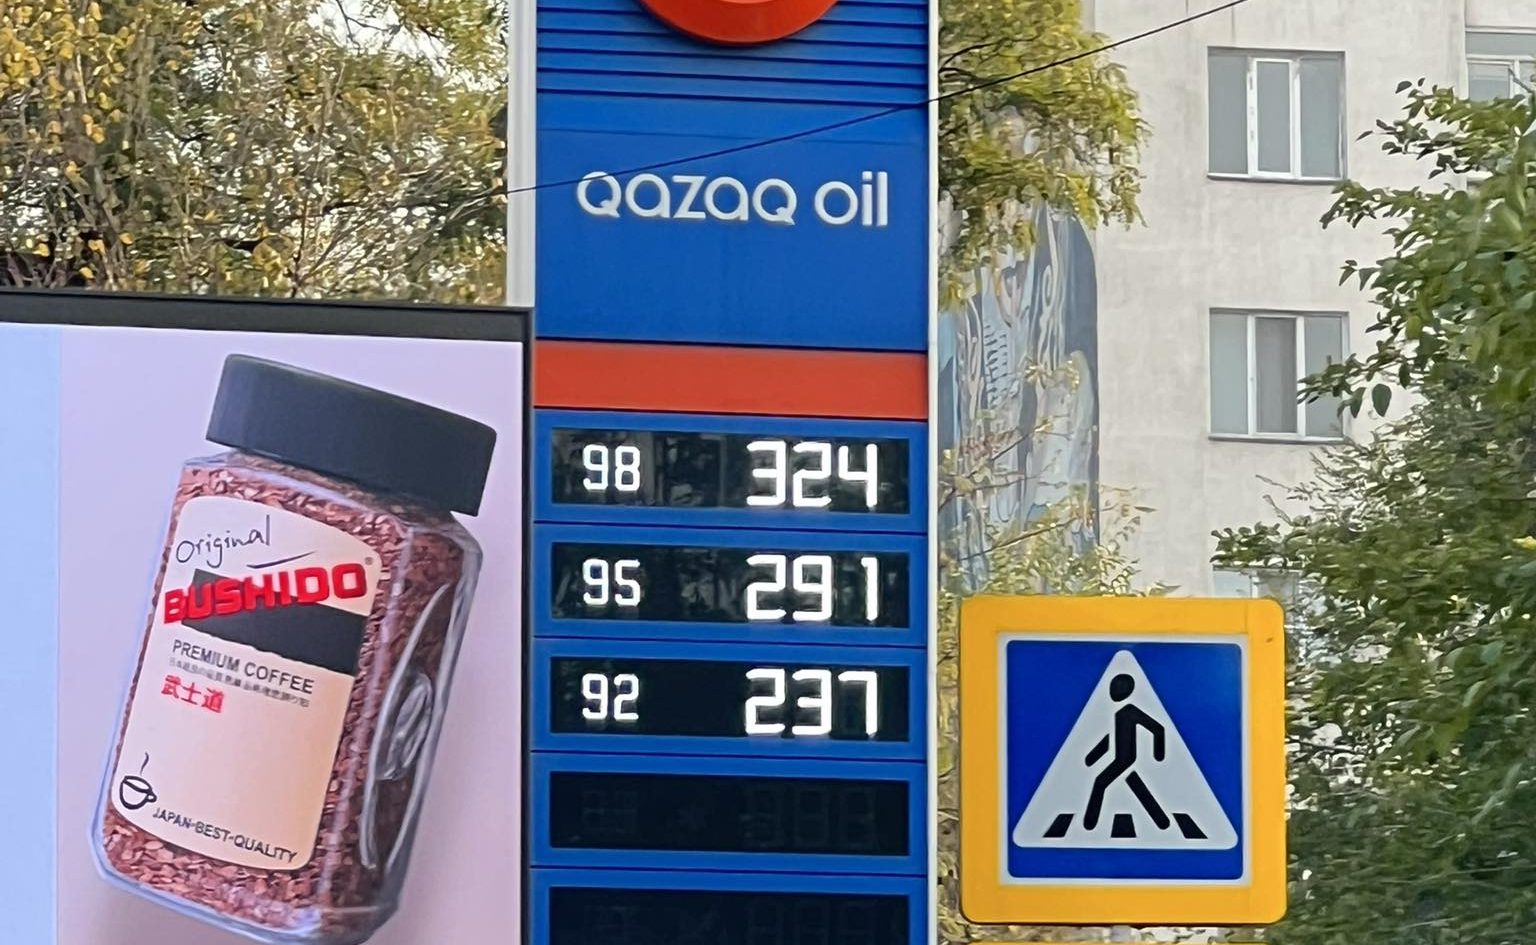 Qazaq oil
98 324
95 291
92 237
Original
BUSHIDO®
PREMIUM COFFEE
武士道
JAPAN-BEST-QUALITY